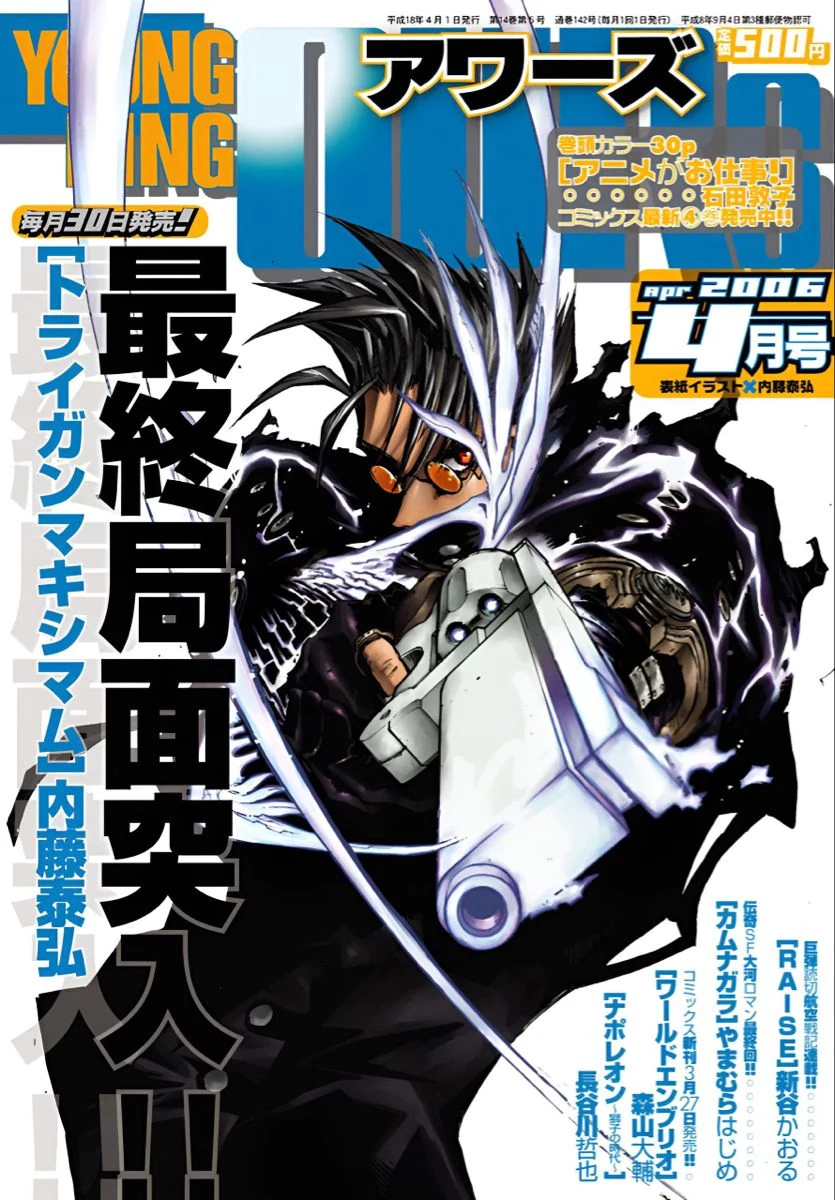 平成18年4月1日発行 第14巻第5号 通巻142号(毎月1回1日発行) 平成8年9月4日第3種郵便物認可
YOUNG
KING
OURS
アワーズ
定価500円
巻頭カラー30p
[アニメがお仕事!]
石田敦子
コミックス最新④巻発売中!!
毎月30日発売!
apr 2006
4月号
表紙イラスト×内藤泰弘
最終局面突入!!!
[トライガンマキシマム]内藤泰弘
巨弾読切航空戦記連載!!
[RAISE]新谷かおる
伝奇SF大河ロマン最終回!!
[カムナガラ]やまむらはじめ
コミックス新刊3月27日発売!!
[ワールドエンブリオ]
森山大輔
[ナポレオン
~獅子の時代~]
長谷川哲也